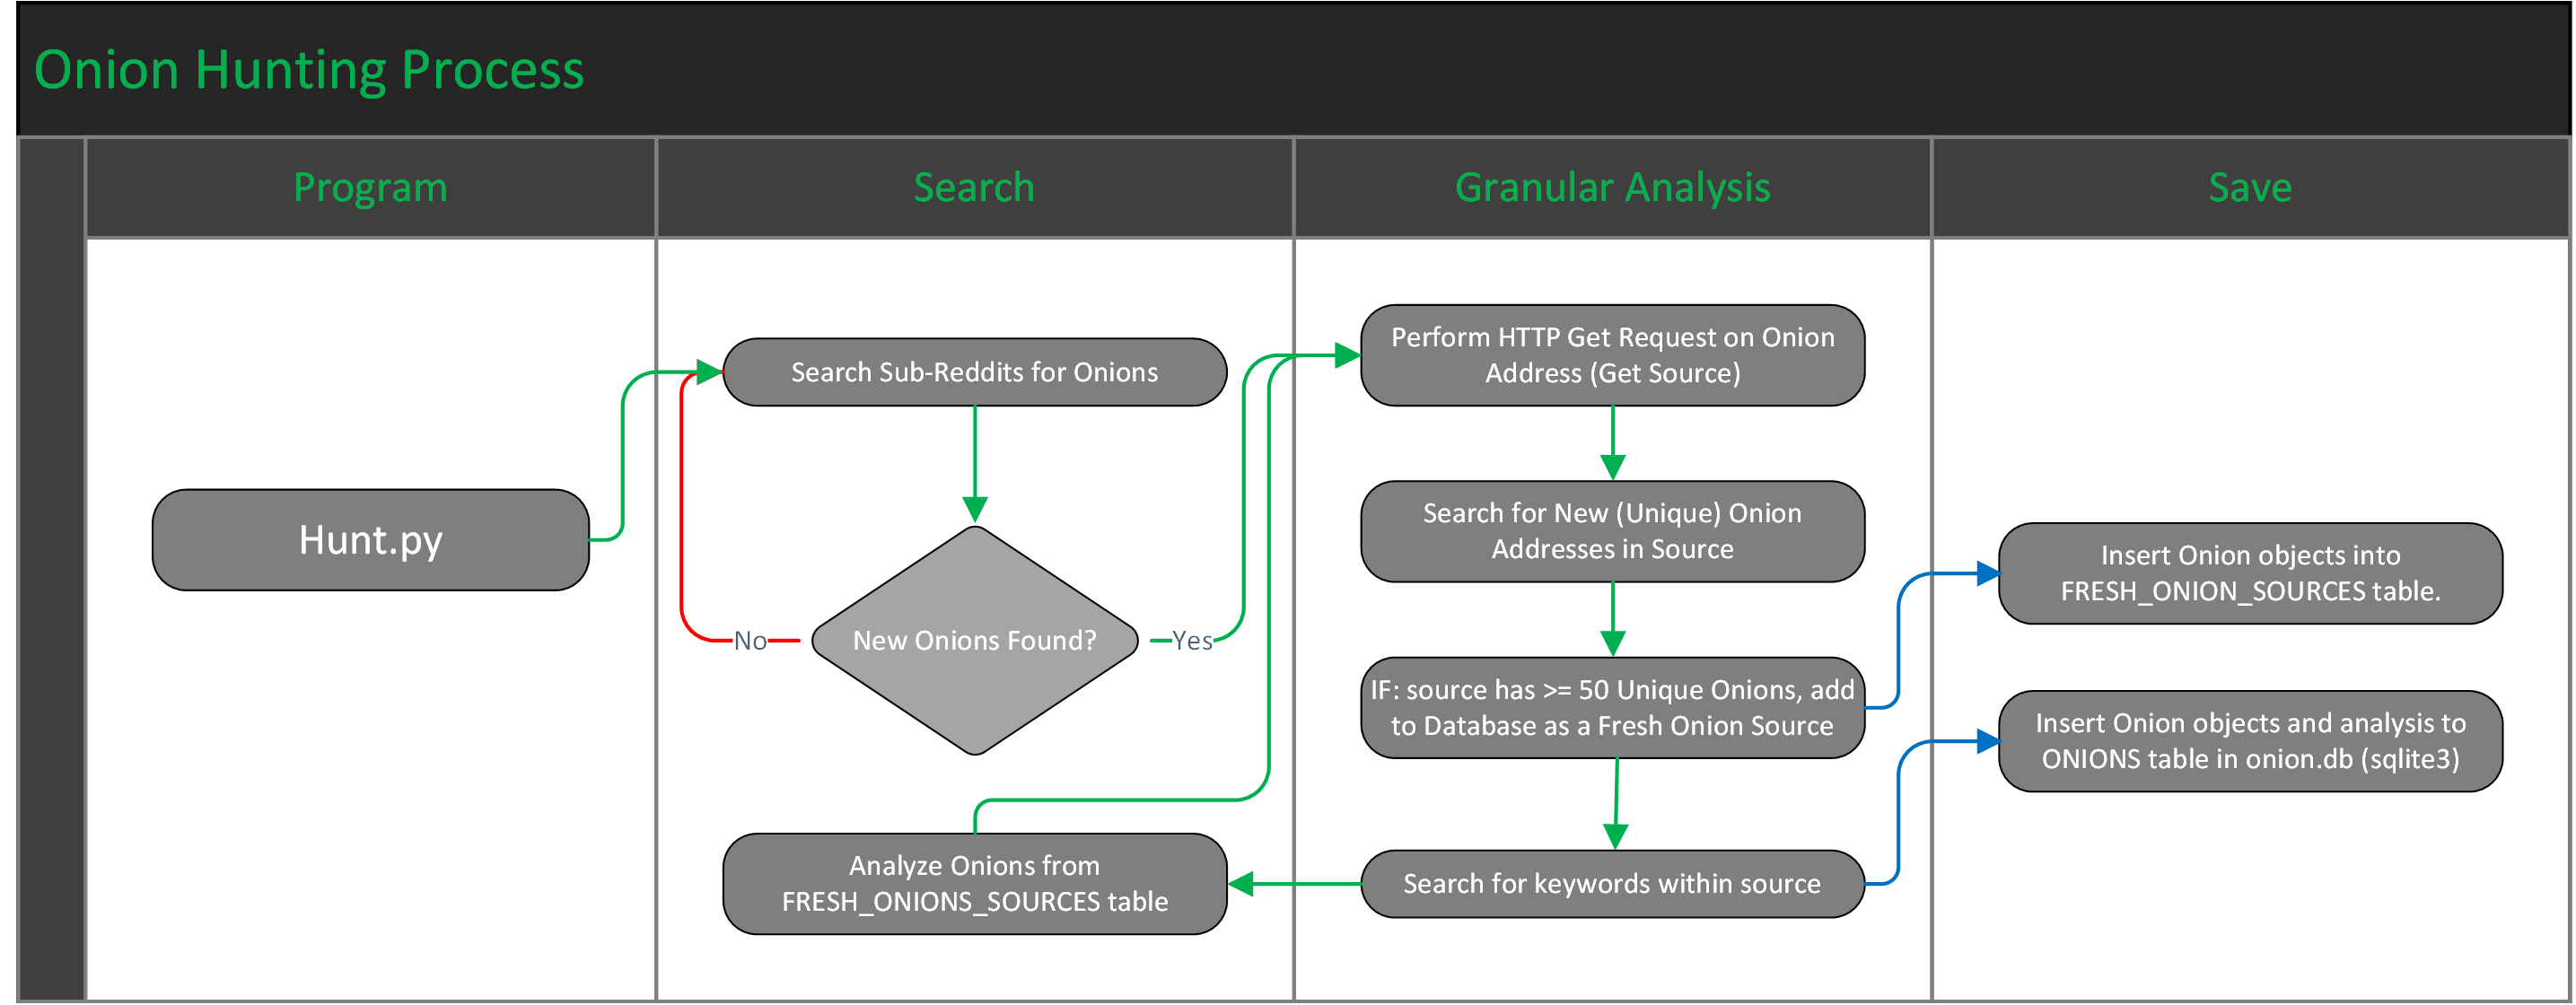 Onion Hunting Process
Program
Search
Granular Analysis
Save
Hunt.py
Search Sub-Reddits for Onions
New Onions Found?
No
Yes
Analyze Onions from
FRESH_ONIONS_SOURCES table
Perform HTTP Get Request on Onion
Address (Get Source)
Search for New (Unique) Onion
Addresses in Source
IF: source has >= 50 Unique Onions, add
to Database as a Fresh Onion Source
Search for keywords within source
Insert Onion objects into
FRESH_ONION_SOURCES table.
Insert Onion objects and analysis to
ONIONS table in onion.db (sqlite3)